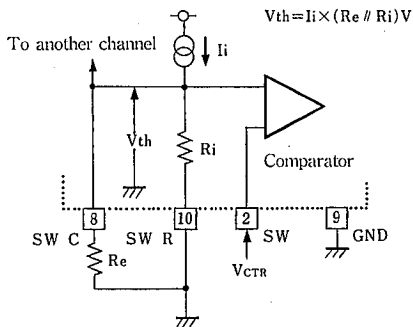 Vth=Ii×(Re∥Ri)V
To another channel
Ii
Vth
Ri
Comparator
8
10
2
9
SW C
SW R
SW
GND
Re
VCTR